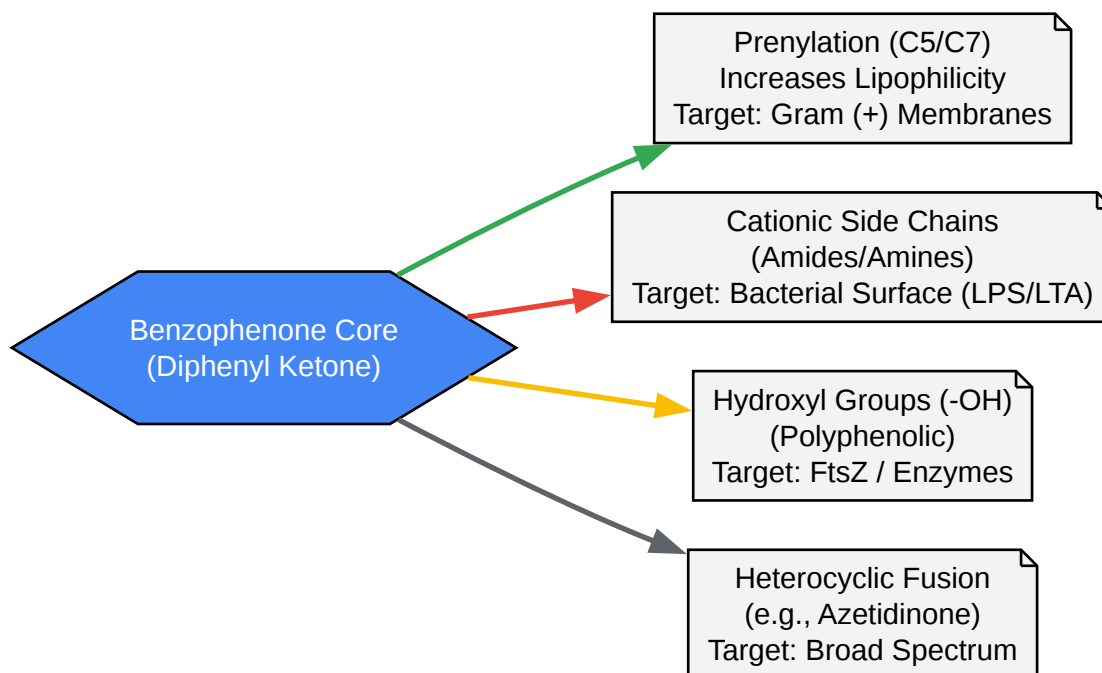 Prenylation (C5/C7)
Increases Lipophilicity
Target: Gram (+) Membranes
Cationic Side Chains
(Amides/Amines)
Target: Bacterial Surface (LPS/LTA)
Benzophenone Core
(Diphenyl Ketone)
Hydroxyl Groups (-OH)
(Polyphenolic)
Target: FtsZ / Enzymes
Heterocyclic Fusion
(e.g., Azetidinone)
Target: Broad Spectrum